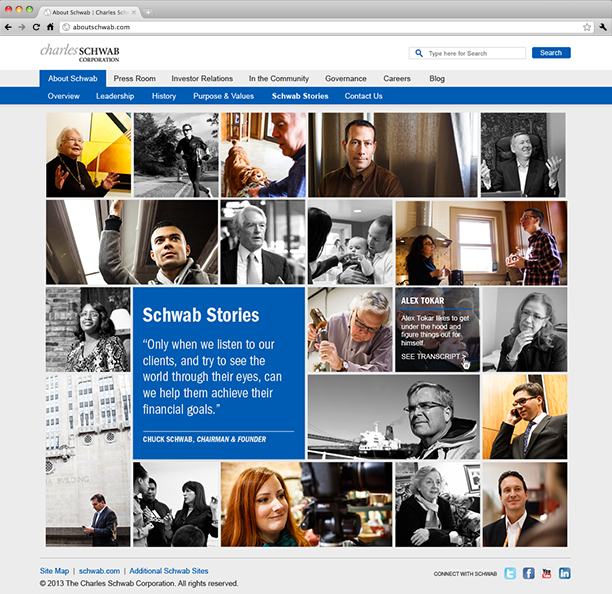 About Schwab | Charles Sch
aboutschwab.com
charles SCHWAB
CORPORATION
Type here for Search
Search
About Schwab
Press Room
Investor Relations
In the Community
Governance
Careers
Blog
Overview
Leadership
History
Purpose & Values
Schwab Stories
Contact Us
Schwab Stories
“Only when we listen to our
clients, and try to see the
world through their eyes, can
we help them achieve their
financial goals.”
CHUCK SCHWAB, CHAIRMAN & FOUNDER
ALEX TOKAR
Alex Tokar likes to get
under the hood and
figure things out for
himself.
SEE TRANSCRIPT >
Site Map | schwab.com | Additional Schwab Sites
© 2013 The Charles Schwab Corporation. All rights reserved.
CONNECT WITH SCHWAB
You
Tube
in